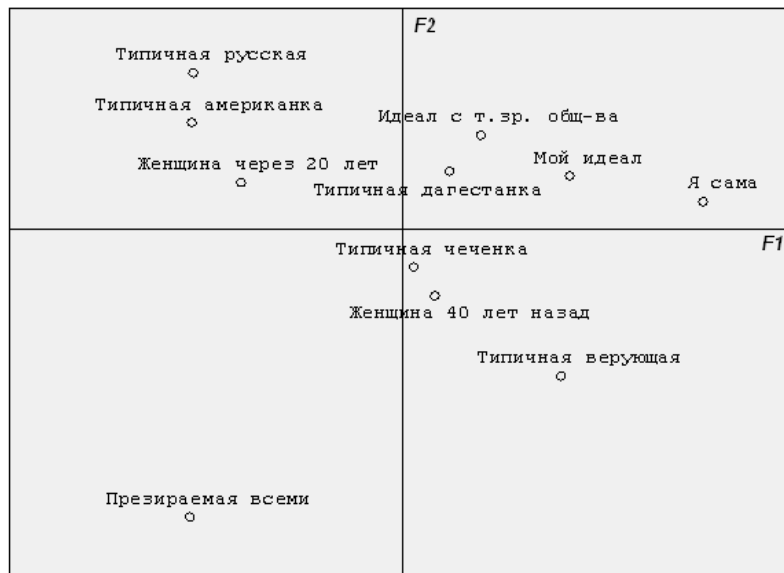 F2
Типичная русская
Типичная американка
Идеал с т.зр. общ-ва
Женщина через 20 лет
Мой идеал
Типичная дагестанка
Я сама
F1
Типичная чеченка
Женщина 40 лет назад
Типичная верующая
Презираемая всеми